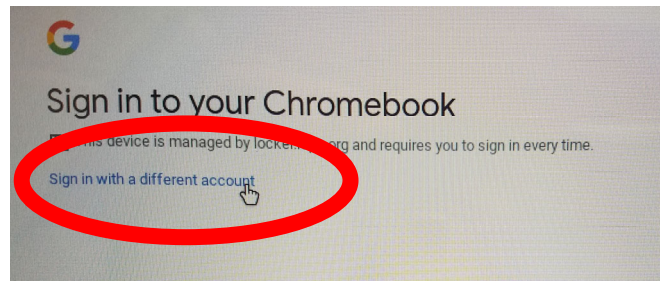 Sign in to your Chromebook
This device is managed by org and requires you to sign in every time.
Sign in with a different account